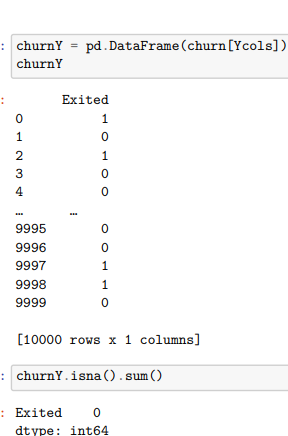 : churnY = pd.DataFrame(churn[Ycols])
churnY
:      Exited
0          1
1          0
2          1
3          0
4          0
…      …
9995       0
9996       0
9997       1
9998       1
9999       0
[10000 rows x 1 columns]
: churnY.isna().sum()
: Exited    0
dtype: int64